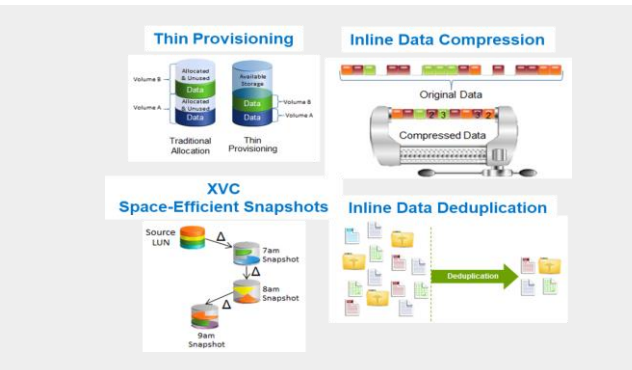 Thin Provisioning
Allocated
& Unused
Data
Allocated
& Unused
Data
Volume B
Volume A
Traditional
Allocation
Available
Storage
Data
Data
Volume B
Volume A
Thin
Provisioning
Inline Data Compression
Original Data
2 3 3 2
Compressed Data
XVC
Space-Efficient Snapshots
Source
LUN
Δ
7am
Snapshot
Δ
8am
Snapshot
Δ
9am
Snapshot
Inline Data Deduplication
Deduplication